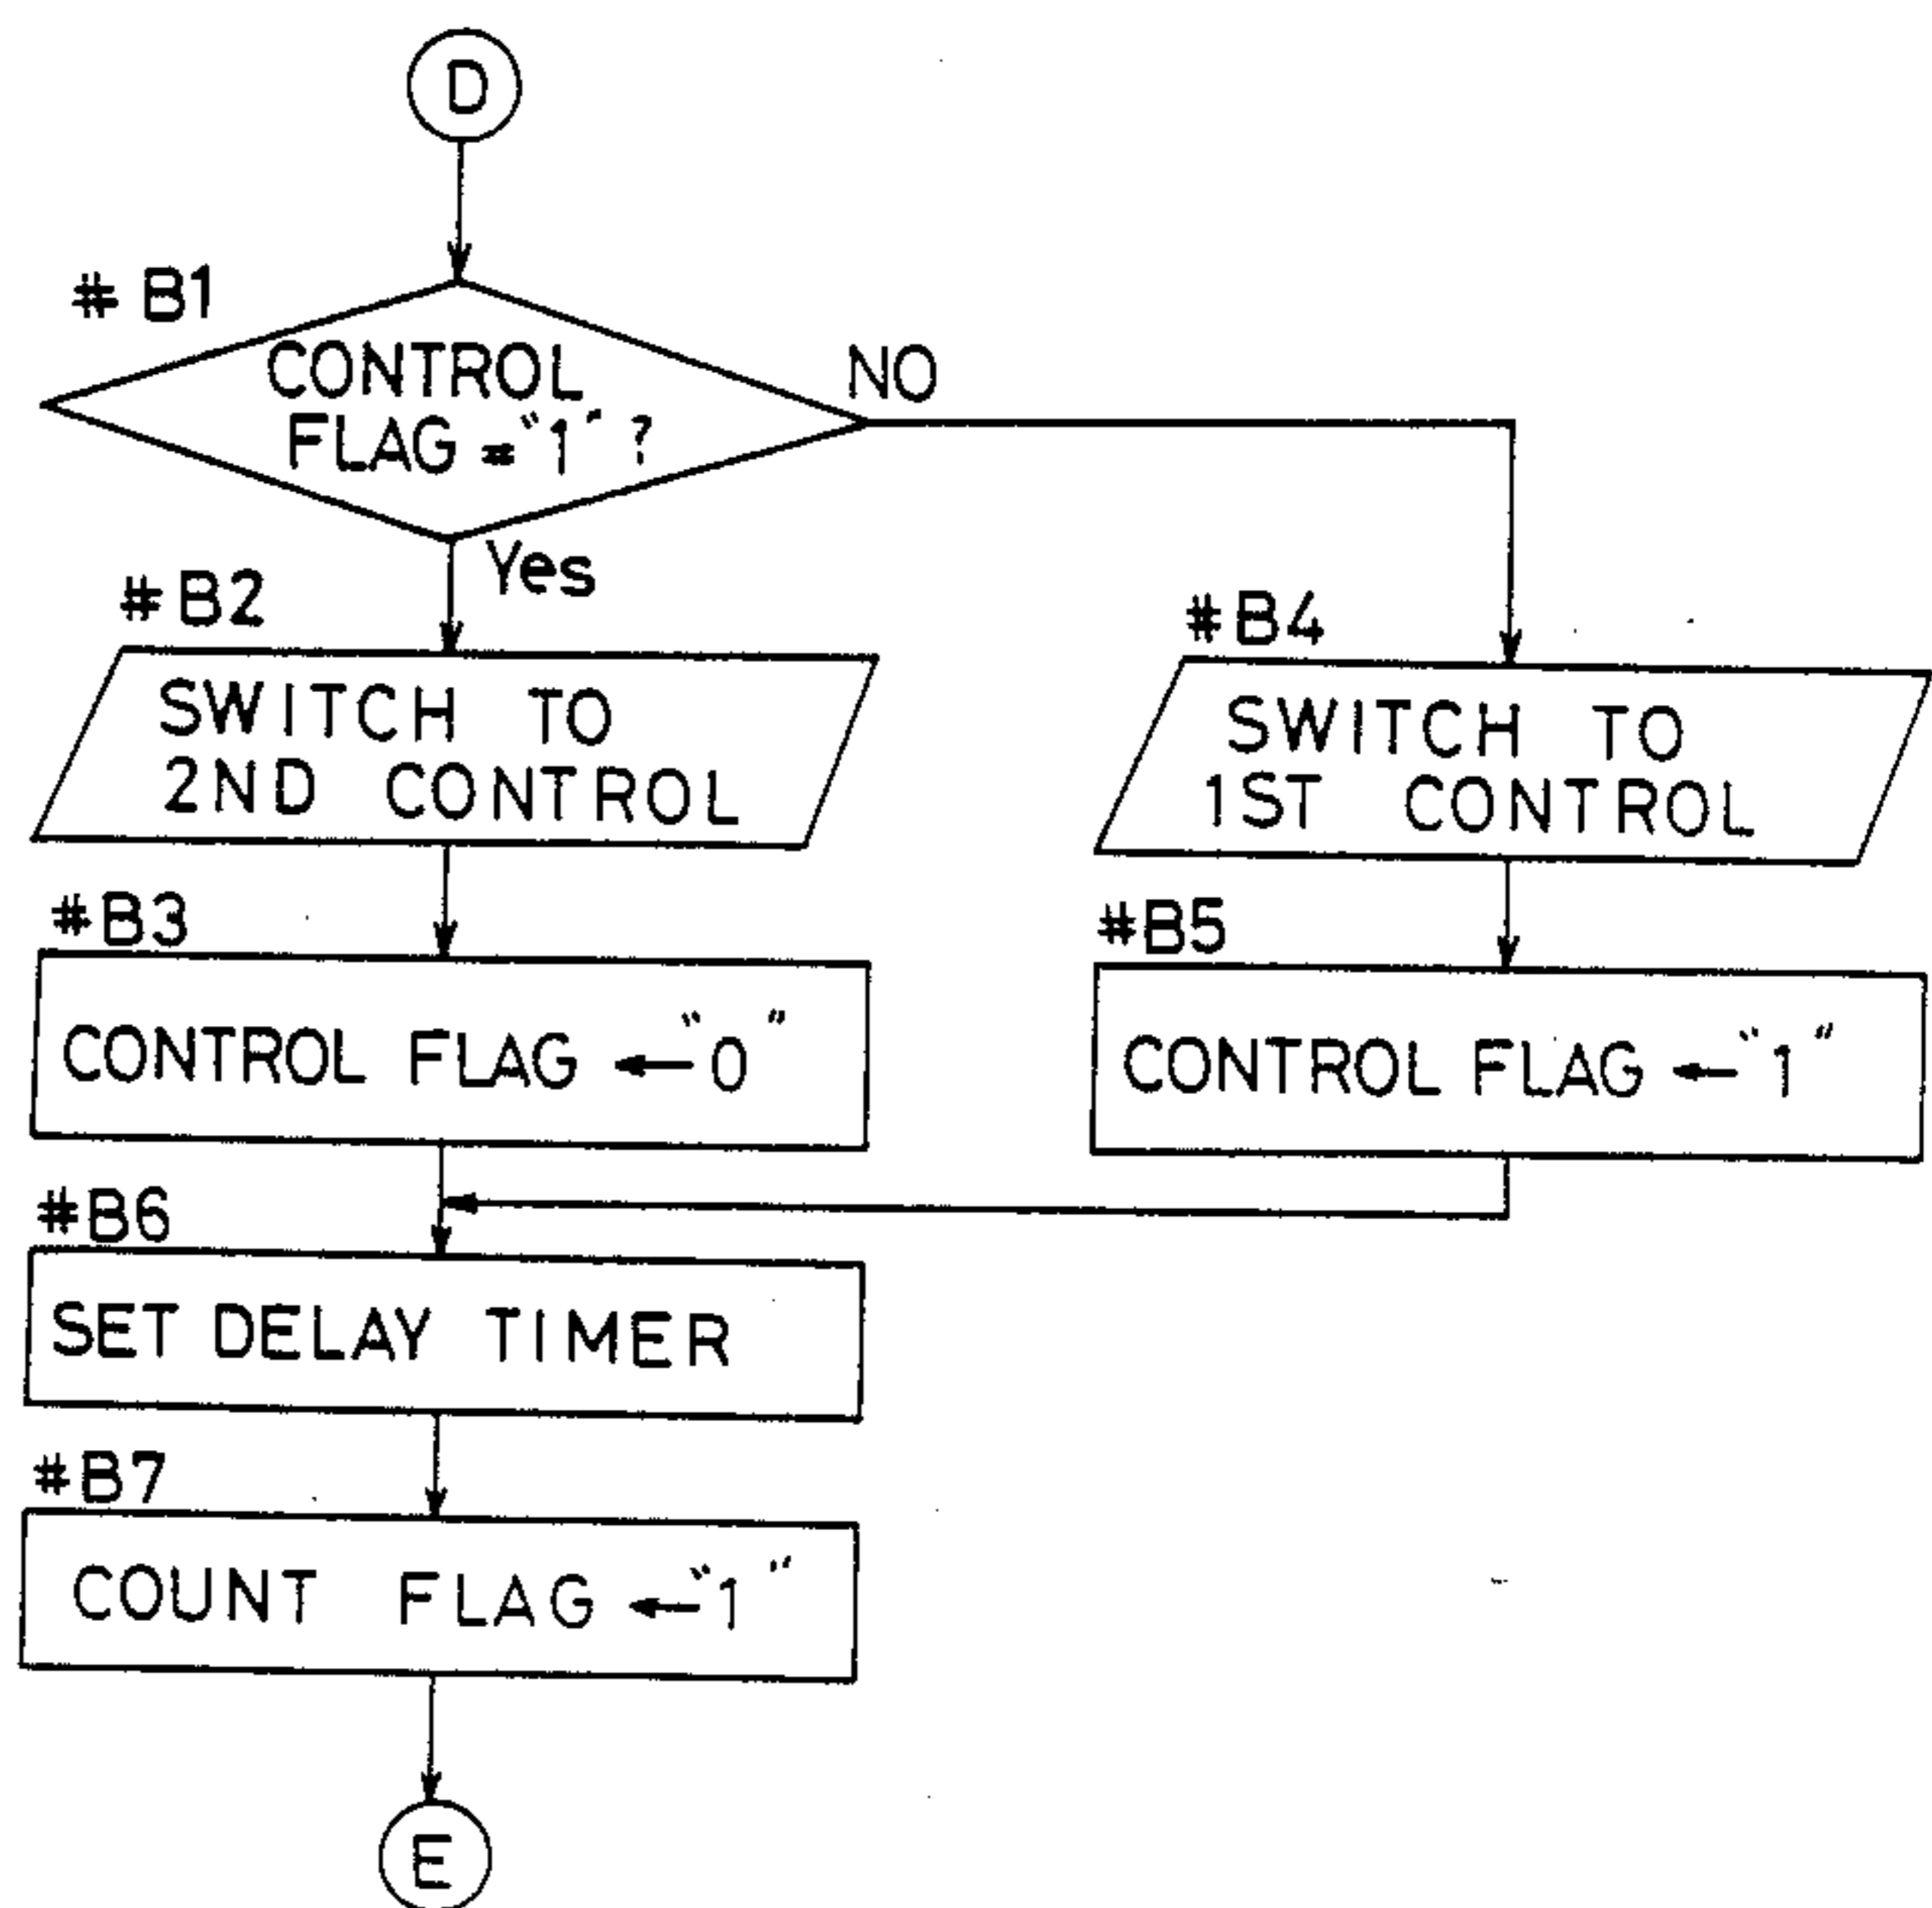 D
# B1
CONTROL
FLAG = "1" ?
NO
Yes
# B2
SWITCH TO
2ND CONTROL
# B4
SWITCH TO
1ST CONTROL
#B3
CONTROL FLAG ← "0"
#B5
CONTROL FLAG ← "1"
#B6
SET DELAY TIMER
#B7
COUNT FLAG ← "1"
E